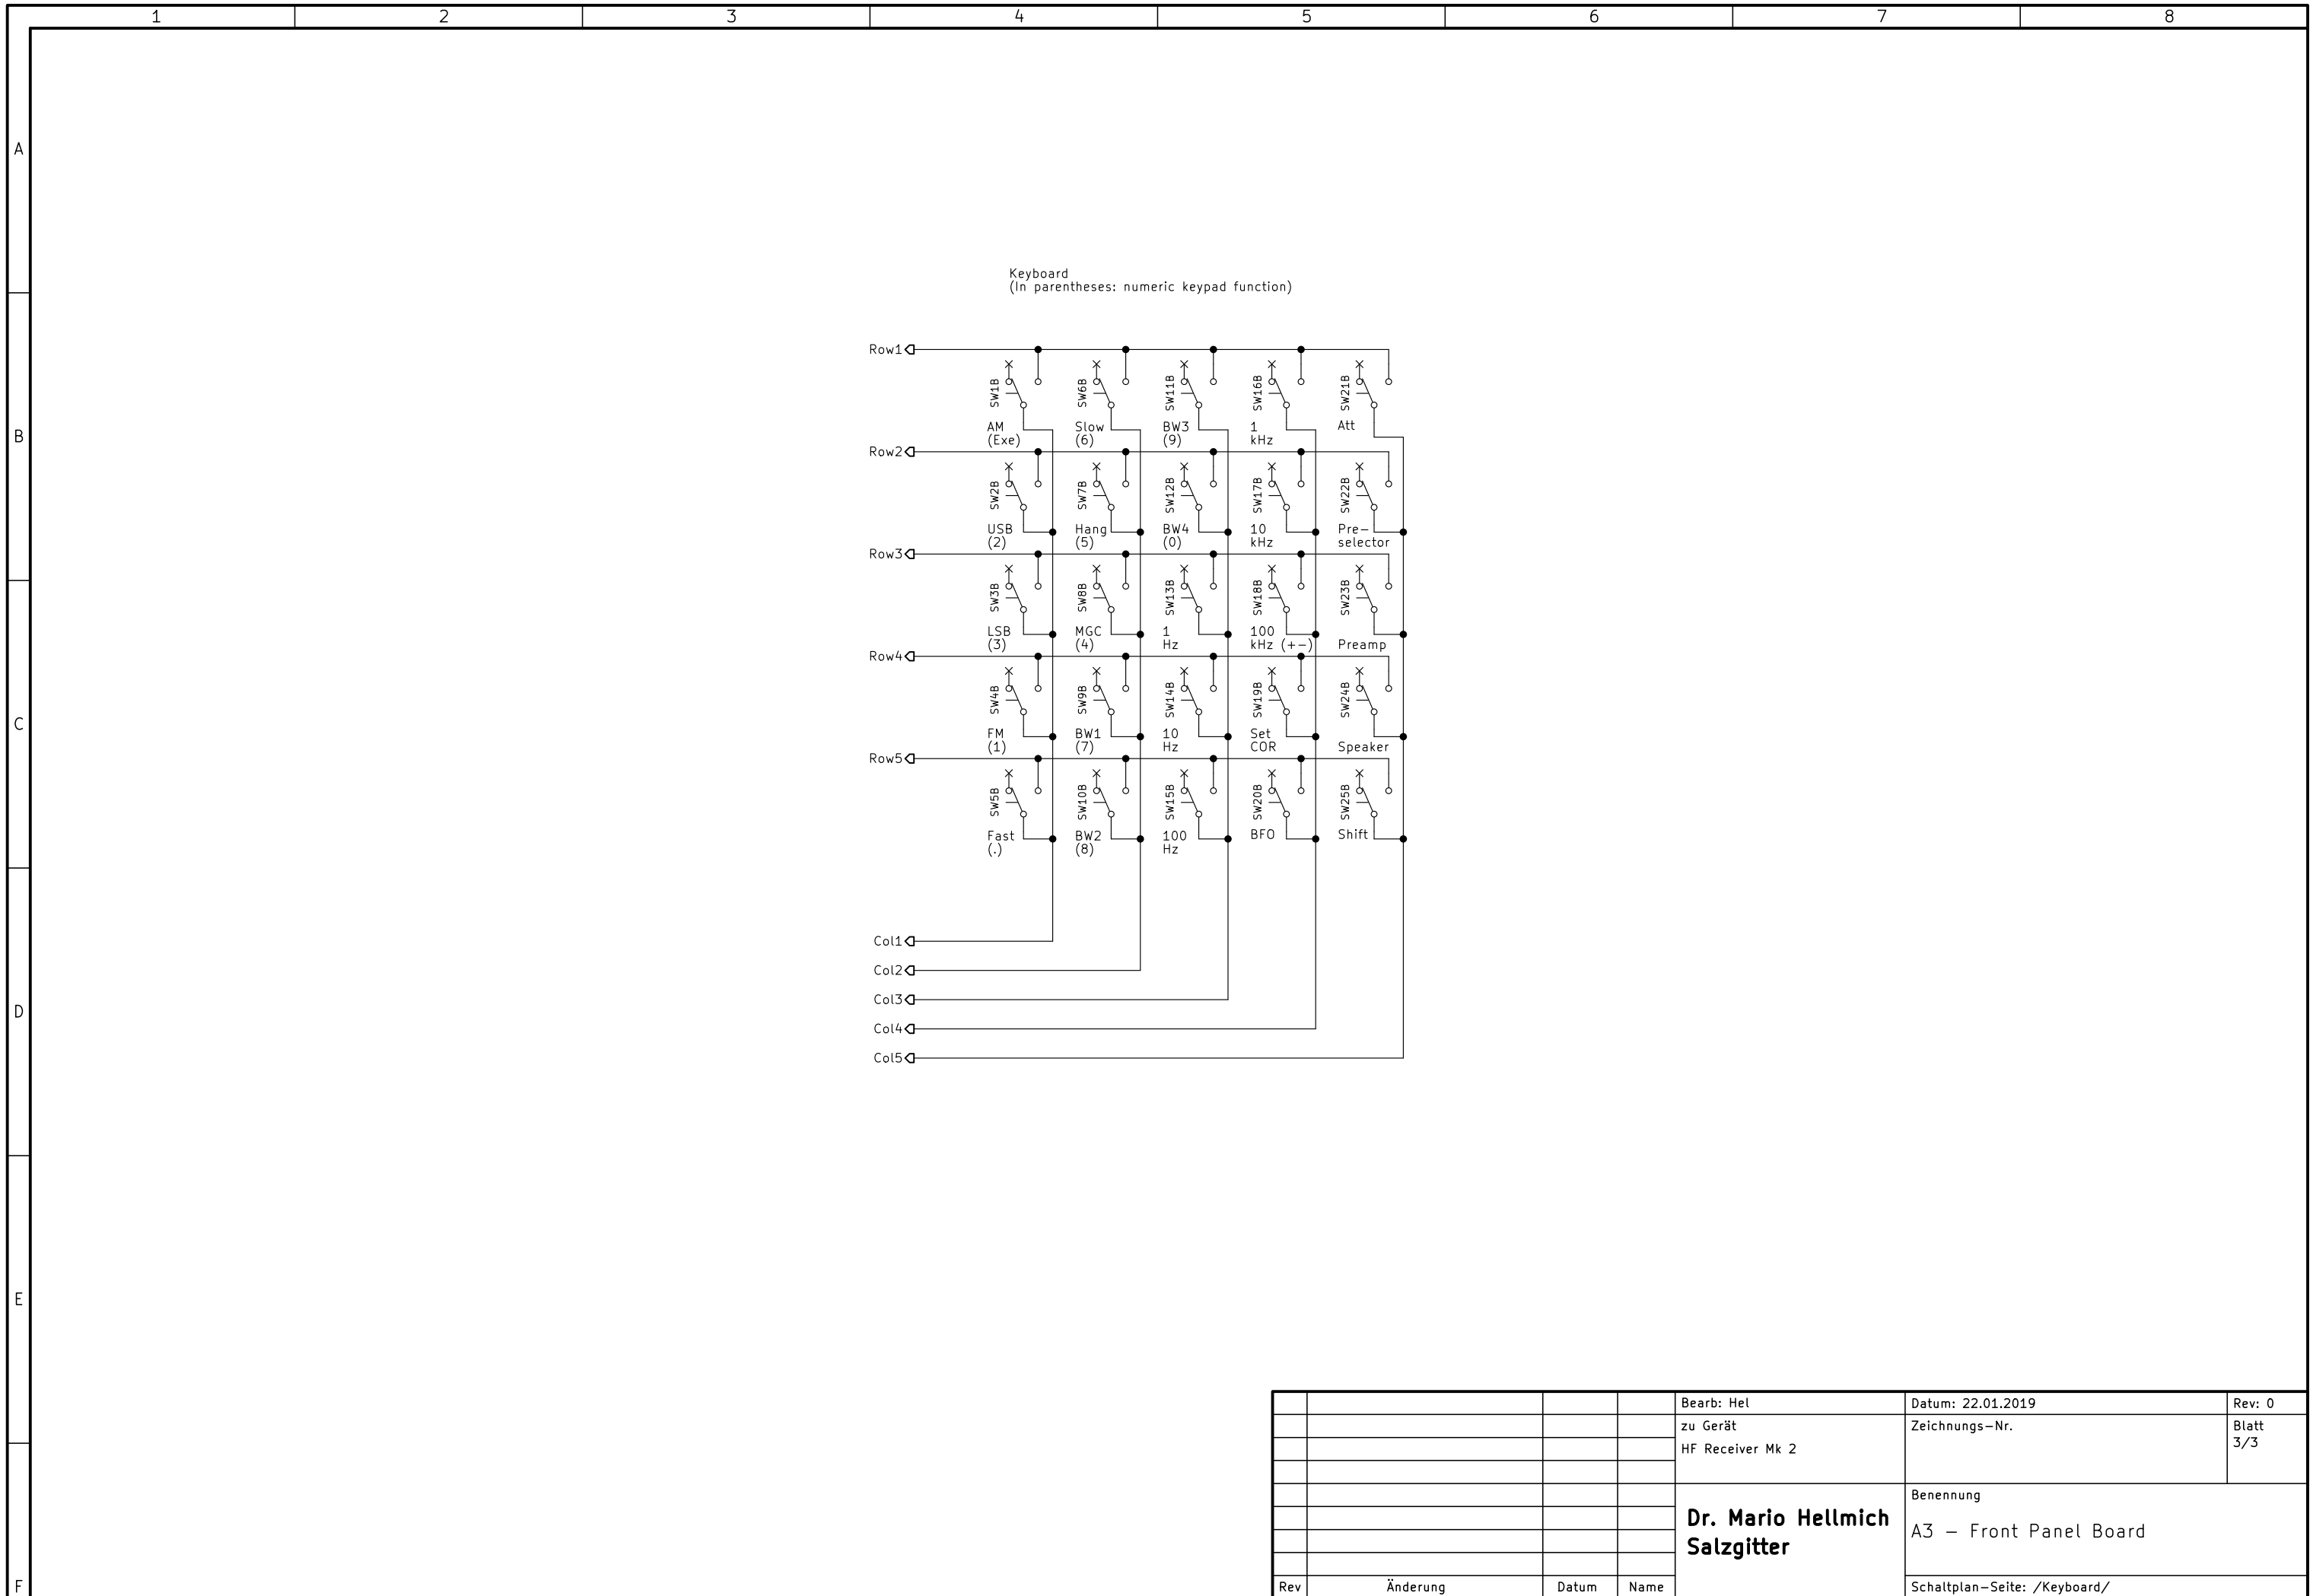 1 2 3 4 5 6 7 8
A
B
C
D
E
F
Keyboard
(In parentheses: numeric keypad function)
Row1
SW1B SW6B SW11B SW16B SW21B
AM Slow BW3 1 Att
(Exe) (6) (9) kHz
Row2
SW2B SW7B SW12B SW17B SW22B
USB Hang BW4 10 Pre-
(2) (5) (0) kHz selector
Row3
SW3B SW8B SW13B SW18B SW23B
LSB MGC 1 100
(3) (4) Hz kHz (+-) Preamp
Row4
SW4B SW9B SW14B SW19B SW24B
FM BW1 10 Set
(1) (7) Hz COR Speaker
Row5
SW5B SW10B SW15B SW20B SW25B
Fast BW2 100 BFO Shift
(.) (8) Hz
Col1
Col2
Col3
Col4
Col5
Bearb: Hel Datum: 22.01.2019 Rev: 0
zu Gerät Zeichnungs-Nr. Blatt
HF Receiver Mk 2 3/3
Benennung
Dr. Mario Hellmich
Salzgitter
A3 - Front Panel Board
Rev Änderung Datum Name Schaltplan-Seite: /Keyboard/